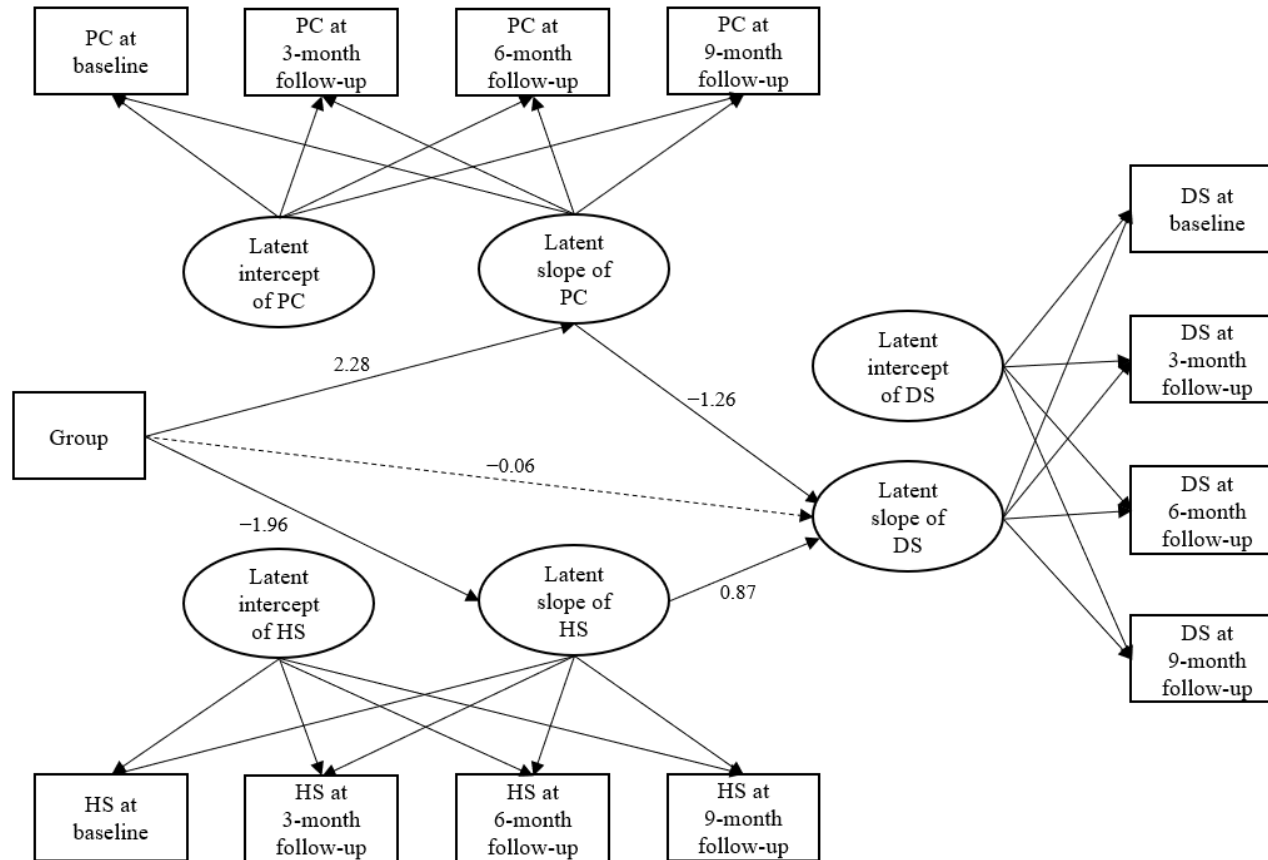 PC at
baseline
PC at
3-month
follow-up
PC at
6-month
follow-up
PC at
9-month
follow-up
Latent
intercept
of PC
Latent
slope of
PC
DS at
baseline
Latent
intercept
of DS
DS at
3-month
follow-up
2.28
−1.26
Group
−0.06
Latent
slope of
DS
DS at
6-month
follow-up
−1.96
Latent
intercept
of HS
Latent
slope of
HS
0.87
DS at
9-month
follow-up
HS at
baseline
HS at
3-month
follow-up
HS at
6-month
follow-up
HS at
9-month
follow-up